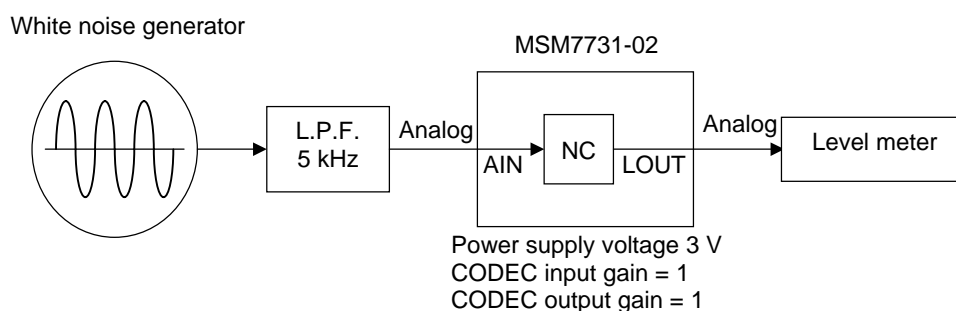 White noise generator
MSM7731-02
L.P.F.
5 kHz
Analog
AIN
NC
LOUT
Analog
Level meter
Power supply voltage 3 V
CODEC input gain = 1
CODEC output gain = 1